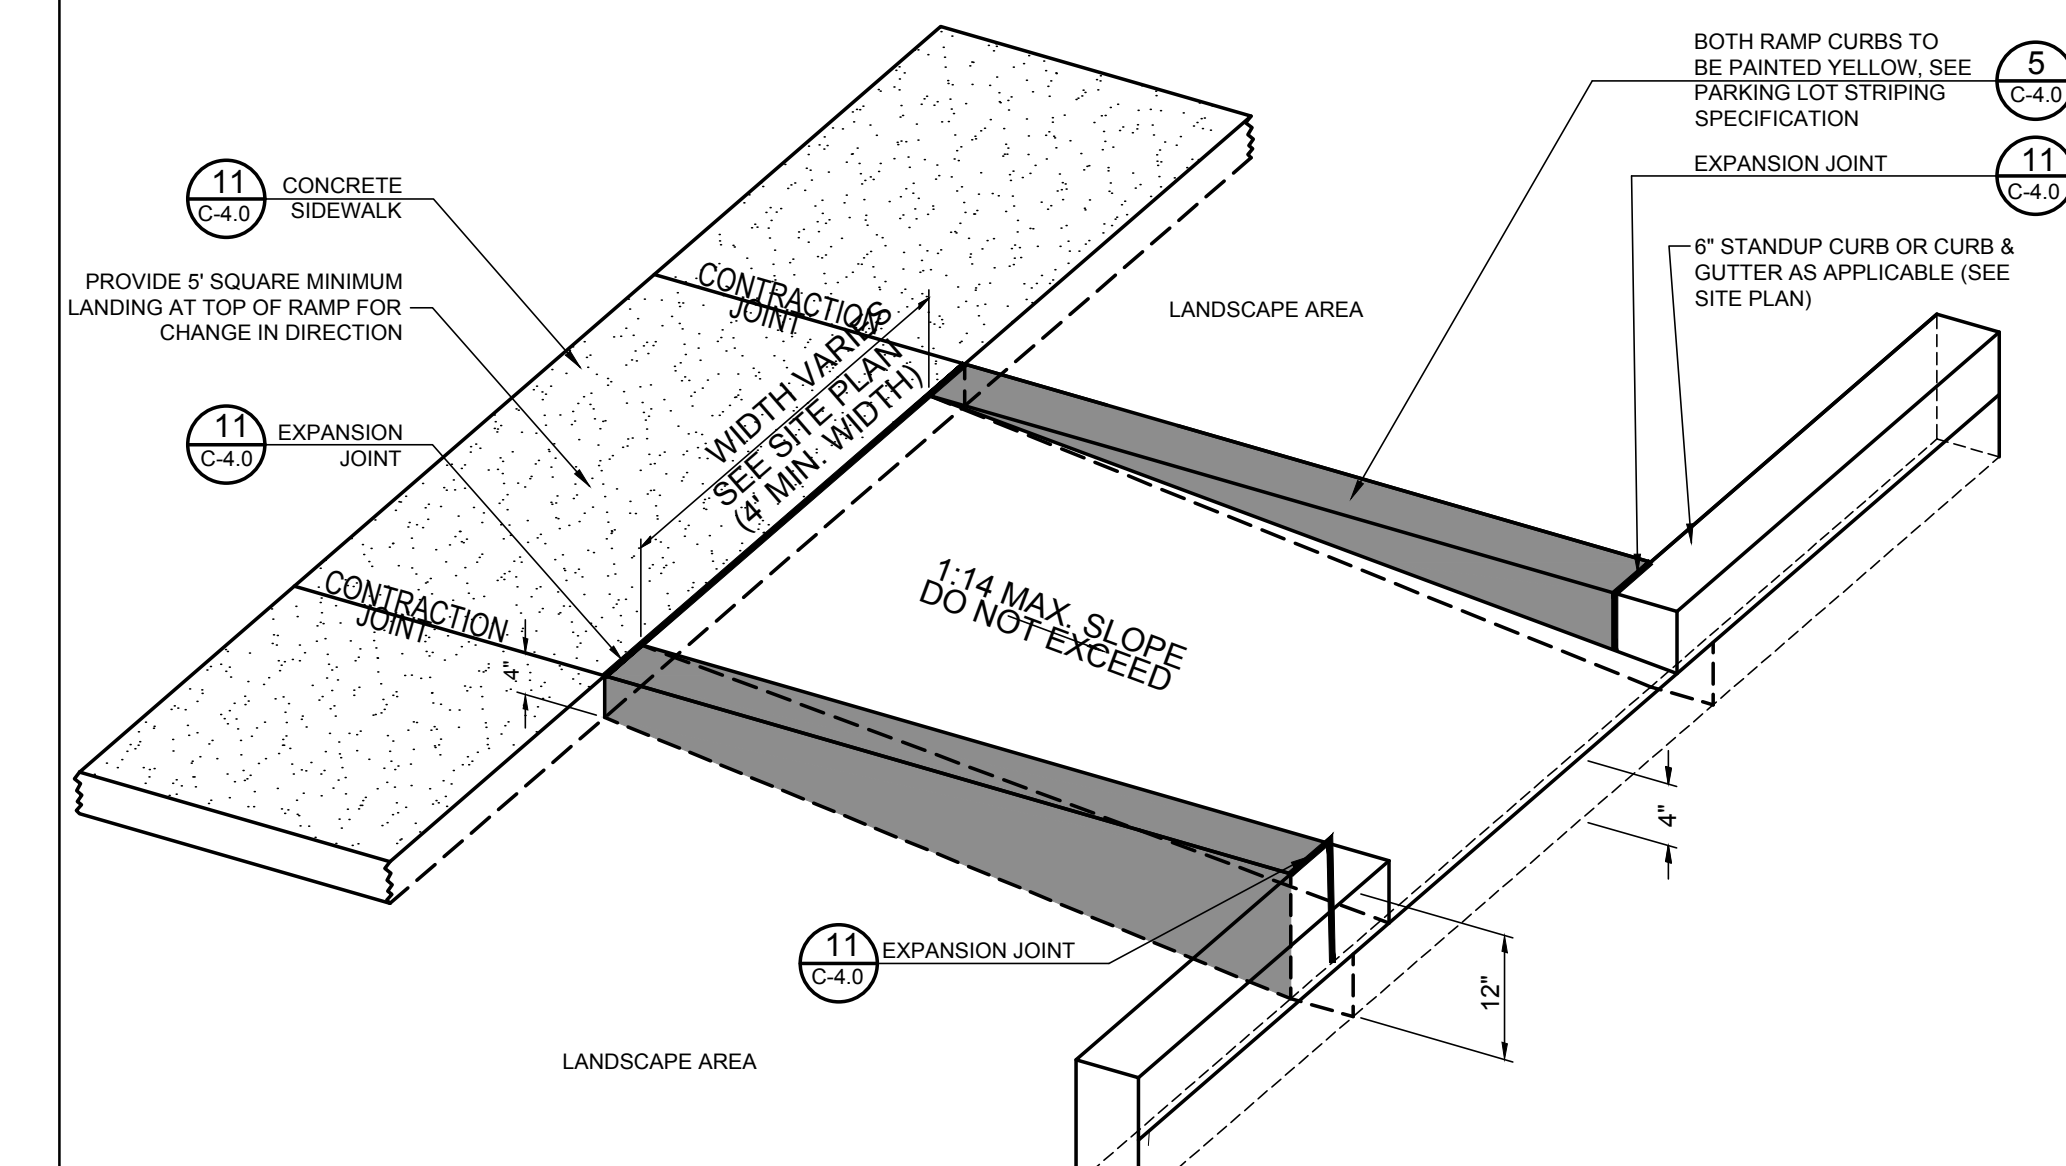 BOTH RAMP CURBS TO
BE PAINTED YELLOW, SEE
PARKING LOT STRIPING
SPECIFICATION
5
C-4.0
EXPANSION JOINT
11
C-4.0
6" STANDUP CURB OR CURB &
GUTTER AS APPLICABLE (SEE
SITE PLAN)
11
C-4.0
CONCRETE
SIDEWALK
PROVIDE 5' SQUARE MINIMUM
LANDING AT TOP OF RAMP FOR
CHANGE IN DIRECTION
11
C-4.0
EXPANSION
JOINT
CONTRACTION
JOINT
LANDSCAPE AREA
WIDTH VARIES
SEE SITE PLAN
(4' MIN. WIDTH)
CONTRACTION
JOINT
4"
1:14 MAX. SLOPE
DO NOT EXCEED
4"
12"
11
C-4.0
EXPANSION JOINT
LANDSCAPE AREA